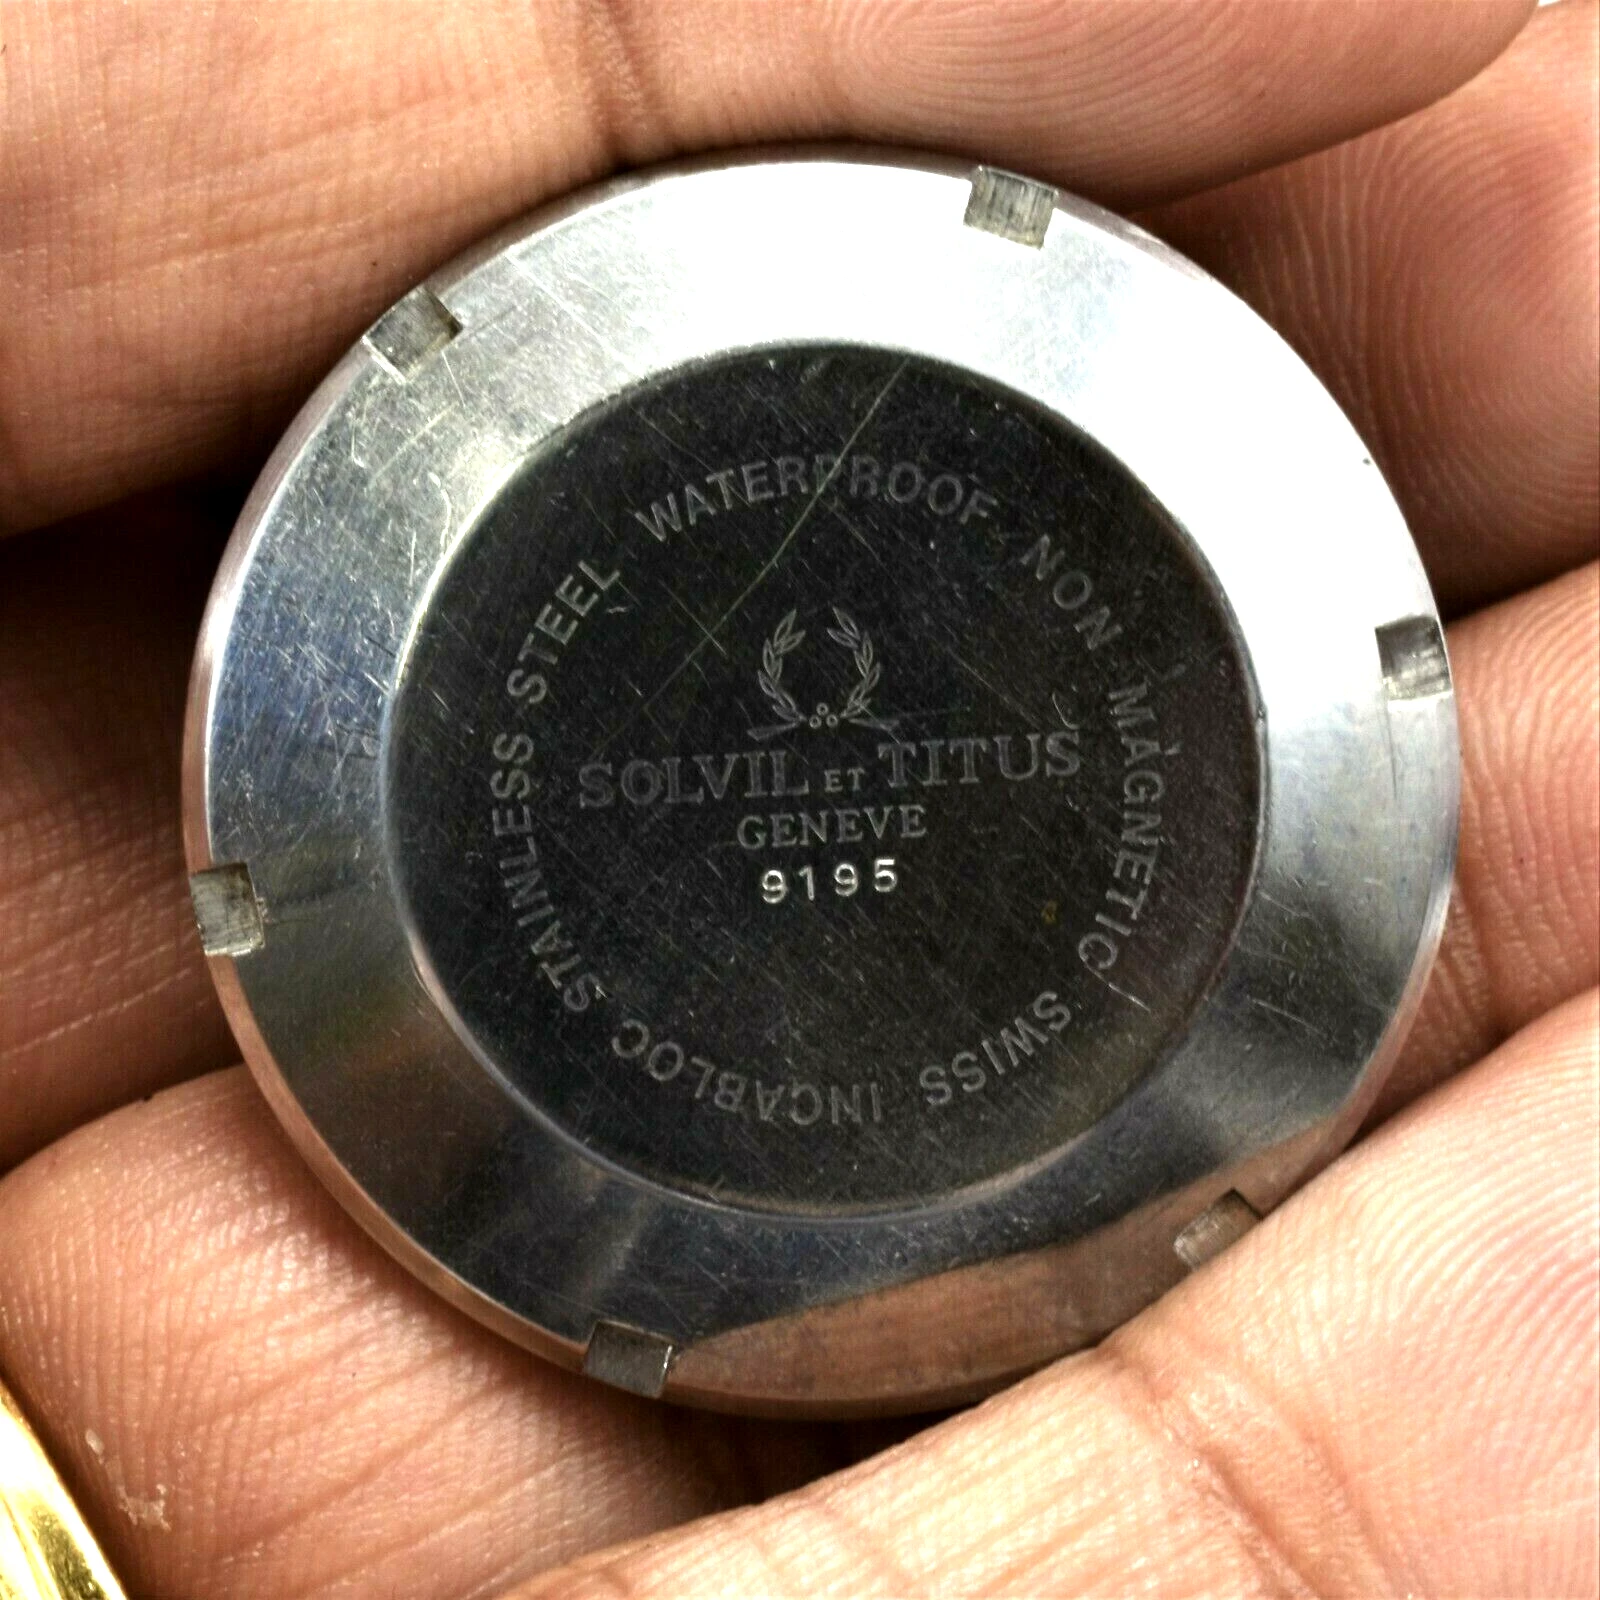 WATERPROOF NON MAGNETIC SWISS INCABLOC STAINLESS STEEL
SOLVIL ET TITUS
GENEVE
9195